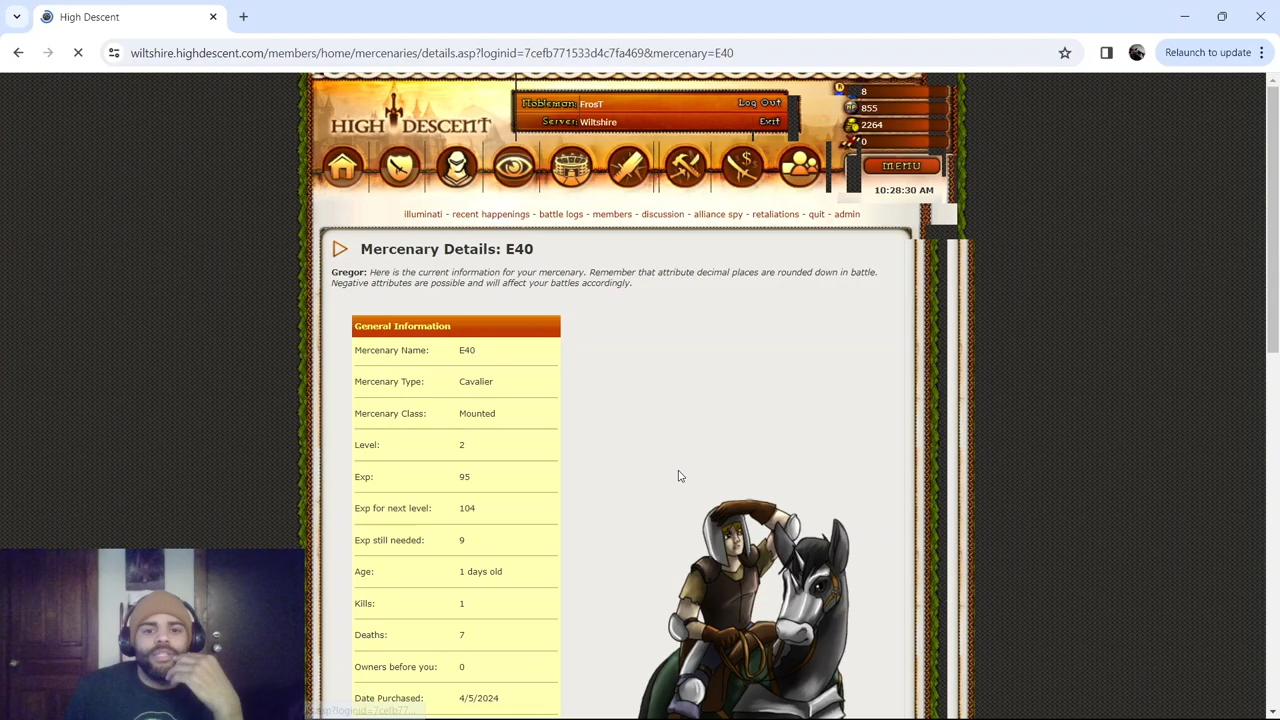 High Descent
wiltshire.highdescent.com/members/home/mercenaries/details.asp?loginid=7cefb771533d4c7fa469&mercenary=E40
Relaunch to update
HIGH DESCENT
Nobleman: FrosT
Log Out
Server: Wiltshire
Exit
8
855
2264
0
MENU
10:28:30 AM
illuminati - recent happenings - battle logs - members - discussion - alliance spy - retaliations - quit - admin
Mercenary Details: E40
Gregor: Here is the current information for your mercenary. Remember that attribute decimal places are rounded down in battle.
Negative attributes are possible and will affect your battles accordingly.
General Information
Mercenary Name: E40
Mercenary Type: Cavalier
Mercenary Class: Mounted
Level: 2
Exp: 95
Exp for next level: 104
Exp still needed: 9
Age: 1 days old
Kills: 1
Deaths: 7
Owners before you: 0
Date Purchased: 4/5/2024
sp?loginid=7cefb77...